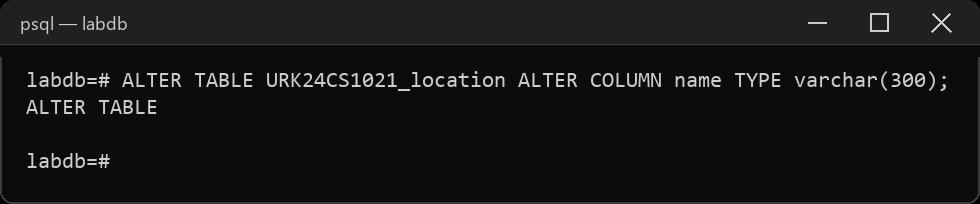 psql — labdb
labdb=# ALTER TABLE URK24CS1021_location ALTER COLUMN name TYPE varchar(300);
ALTER TABLE
labdb=#